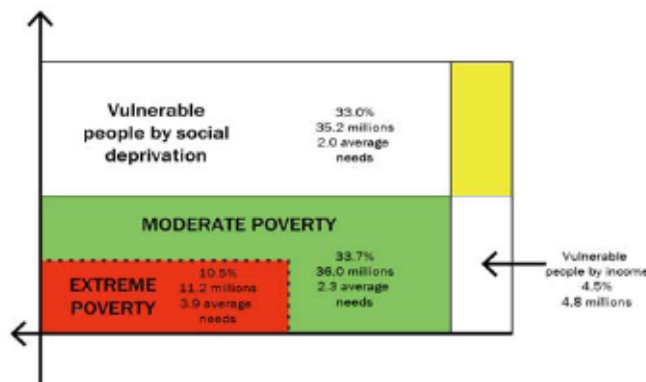 Vulnerable
people by social
deprivation
33.0%
35.2 millions
2.0 average
needs
MODERATE POVERTY
33.7%
36.0 millions
2.3 average
needs
EXTREME
POVERTY
10.5%
11.2 millions
3.9 average
needs
Vulnerable
people by income
4.5%
4.8 millions